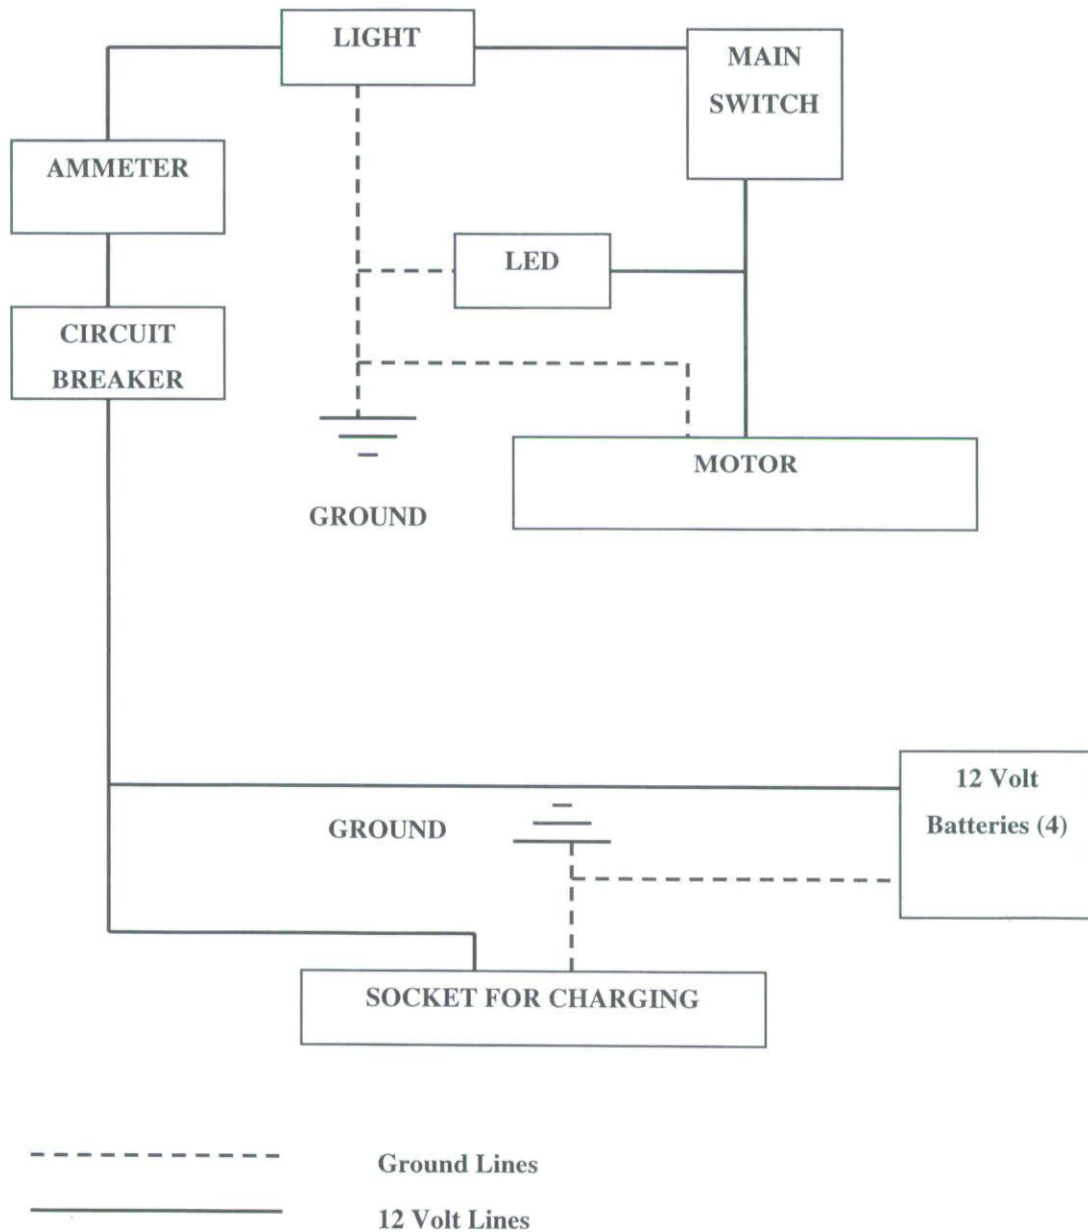 LIGHT
MAIN
SWITCH
AMMETER
LED
CIRCUIT
BREAKER
MOTOR
GROUND
12 Volt
Batteries (4)
GROUND
SOCKET FOR CHARGING
Ground Lines
12 Volt Lines